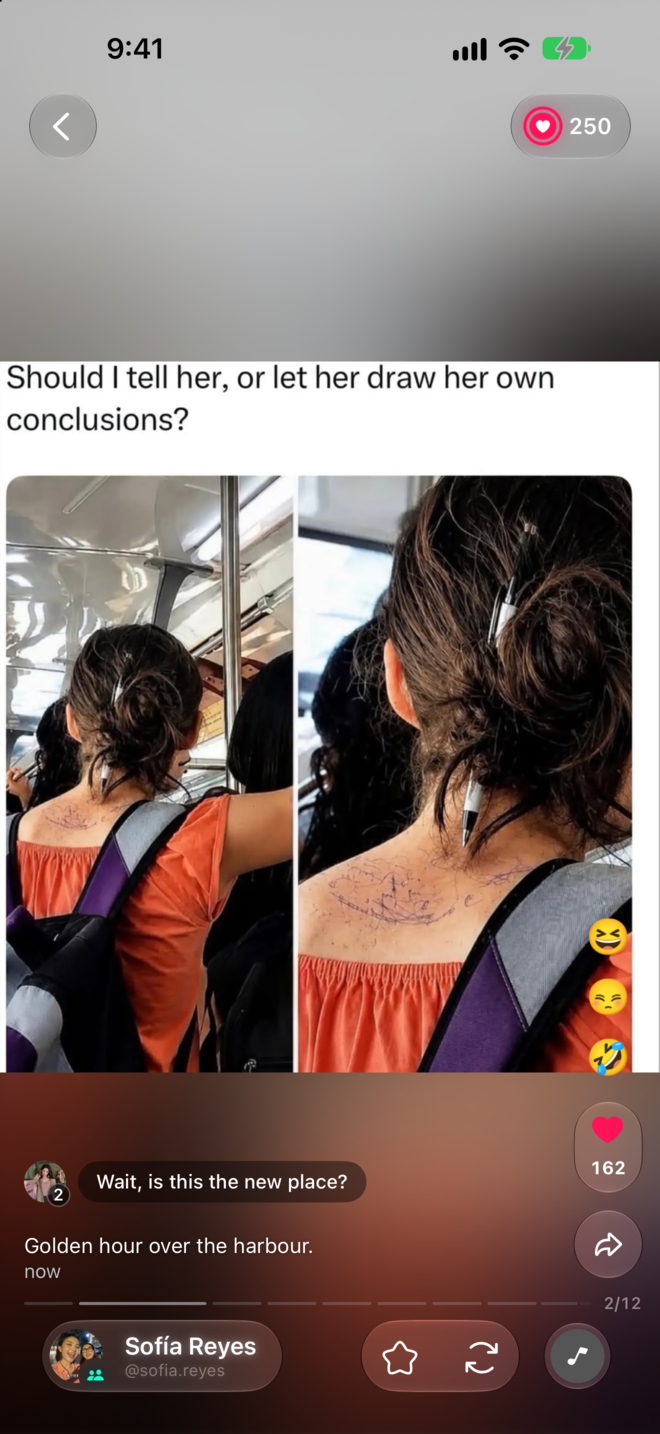 9:41
250
Should I tell her, or let her draw her own
conclusions?
2
Wait, is this the new place?
162
Golden hour over the harbour.
now
2/12
Sofía Reyes
@sofia.reyes